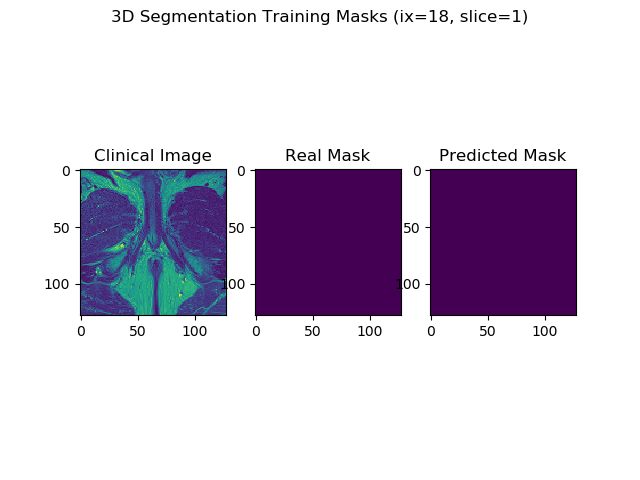 3D Segmentation Training Masks (ix=18, slice=1)
Clinical Image Real Mask Predicted Mask
0 0 0
50 50 50
100 100 100
0 50 100 0 50 100 0 50 100